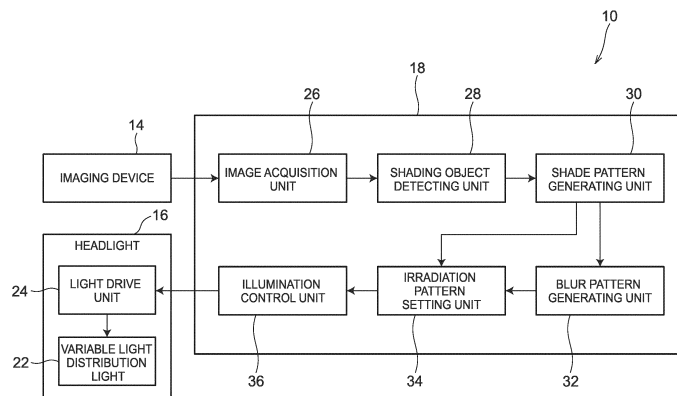 10
18
26
28
30
14
IMAGING DEVICE
IMAGE ACQUISITION
UNIT
SHADING OBJECT
DETECTING UNIT
SHADE PATTERN
GENERATING UNIT
16
HEADLIGHT
24
LIGHT DRIVE
UNIT
ILLUMINATION
CONTROL UNIT
IRRADIATION
PATTERN
SETTING UNIT
BLUR PATTERN
GENERATING UNIT
22
VARIABLE LIGHT
DISTRIBUTION
LIGHT
36
34
32